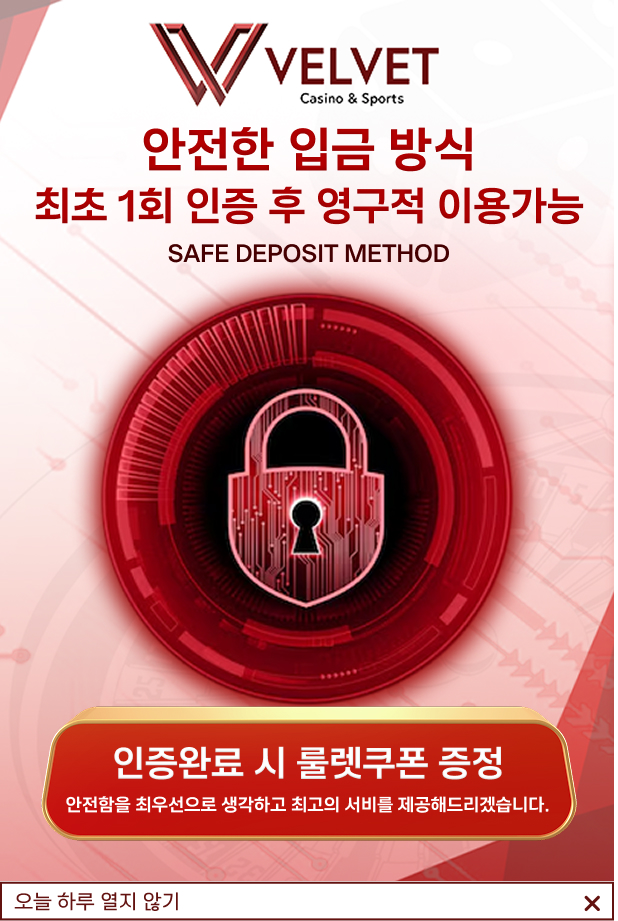 VELVET
Casino & Sports
안전한 입금 방식
최초 1회 인증 후 영구적 이용가능
SAFE DEPOSIT METHOD
인증완료 시 룰렛쿠폰 증정
안전함을 최우선으로 생각하고 최고의 서비를 제공해드리겠습니다.
오늘 하루 열지 않기